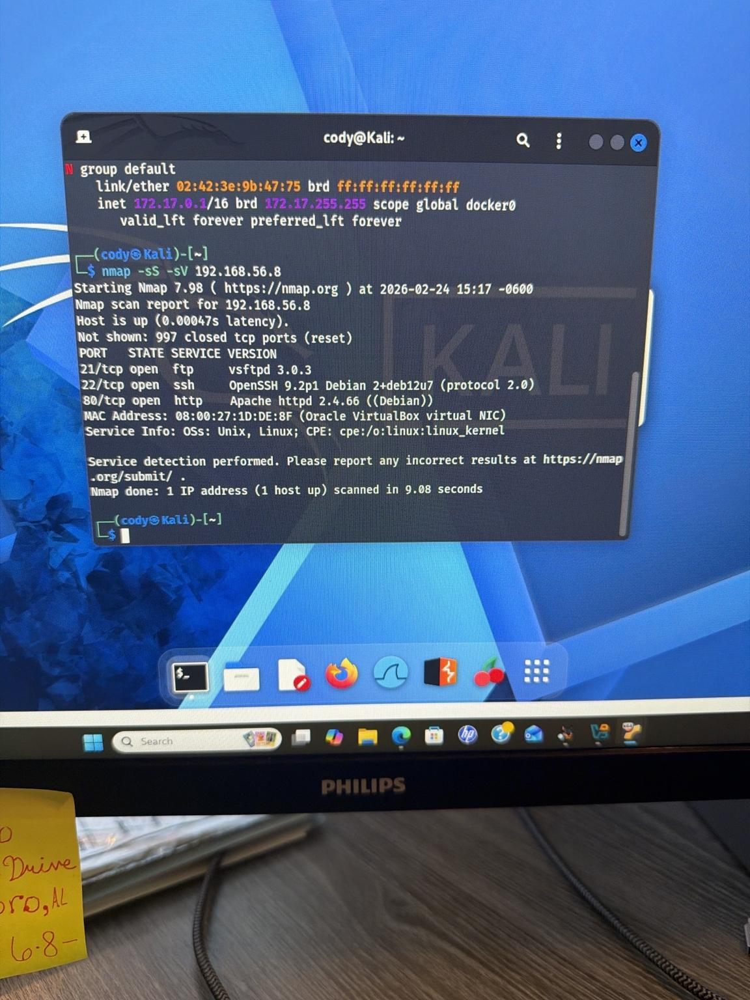 cody@Kali: ~
N group default
link/ether 02:42:3e:9b:47:75 brd ff:ff:ff:ff:ff:ff
inet 172.17.0.1/16 brd 172.17.255.255 scope global docker0
valid_lft forever preferred_lft forever
┌──(cody㉿Kali)-[~]
└─$ nmap -sS -sV 192.168.56.8
Starting Nmap 7.98 ( https://nmap.org ) at 2026-02-24 15:17 -0600
Nmap scan report for 192.168.56.8
Host is up (0.00047s latency).
Not shown: 997 closed tcp ports (reset)
PORT STATE SERVICE VERSION
21/tcp open ftp vsftpd 3.0.3
22/tcp open ssh OpenSSH 9.2p1 Debian 2+deb12u7 (protocol 2.0)
80/tcp open http Apache httpd 2.4.66 ((Debian))
MAC Address: 08:00:27:1D:DE:8F (Oracle VirtualBox virtual NIC)
Service Info: OSs: Unix, Linux; CPE: cpe:/o:linux:linux_kernel
Service detection performed. Please report any incorrect results at https://nmap
.org/submit/ .
Nmap done: 1 IP address (1 host up) scanned in 9.08 seconds
┌──(cody㉿Kali)-[~]
└─$
KALI
$_
Search
hp
PHILIPS
Drive
oro, AL
6·8–